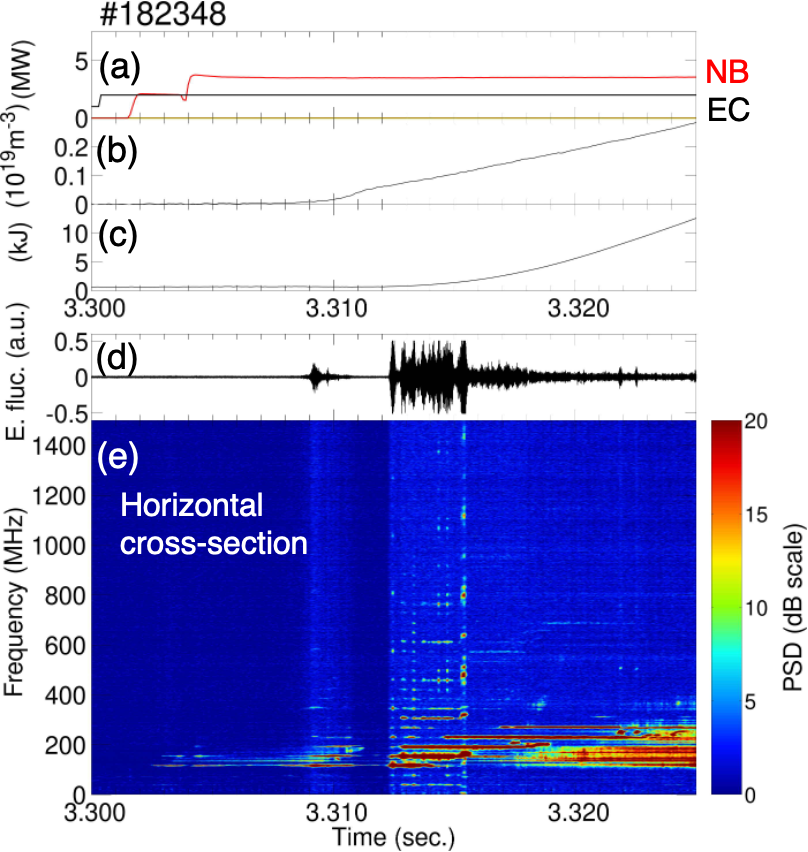 #182348
(MW)
5
0
(a)
NB
EC
(10¹⁹m⁻³)
0.2
0.1
0
(b)
(kJ)
10
5
0
(c)
3.300 3.310 3.320
E. fluc. (a.u.)
0.5
0
-0.5
(d)
Frequency (MHz)
1400
1200
1000
800
600
400
200
0
(e)
Horizontal
cross-section
20
15
10
5
0
PSD (dB scale)
3.300 3.310 3.320
Time (sec.)